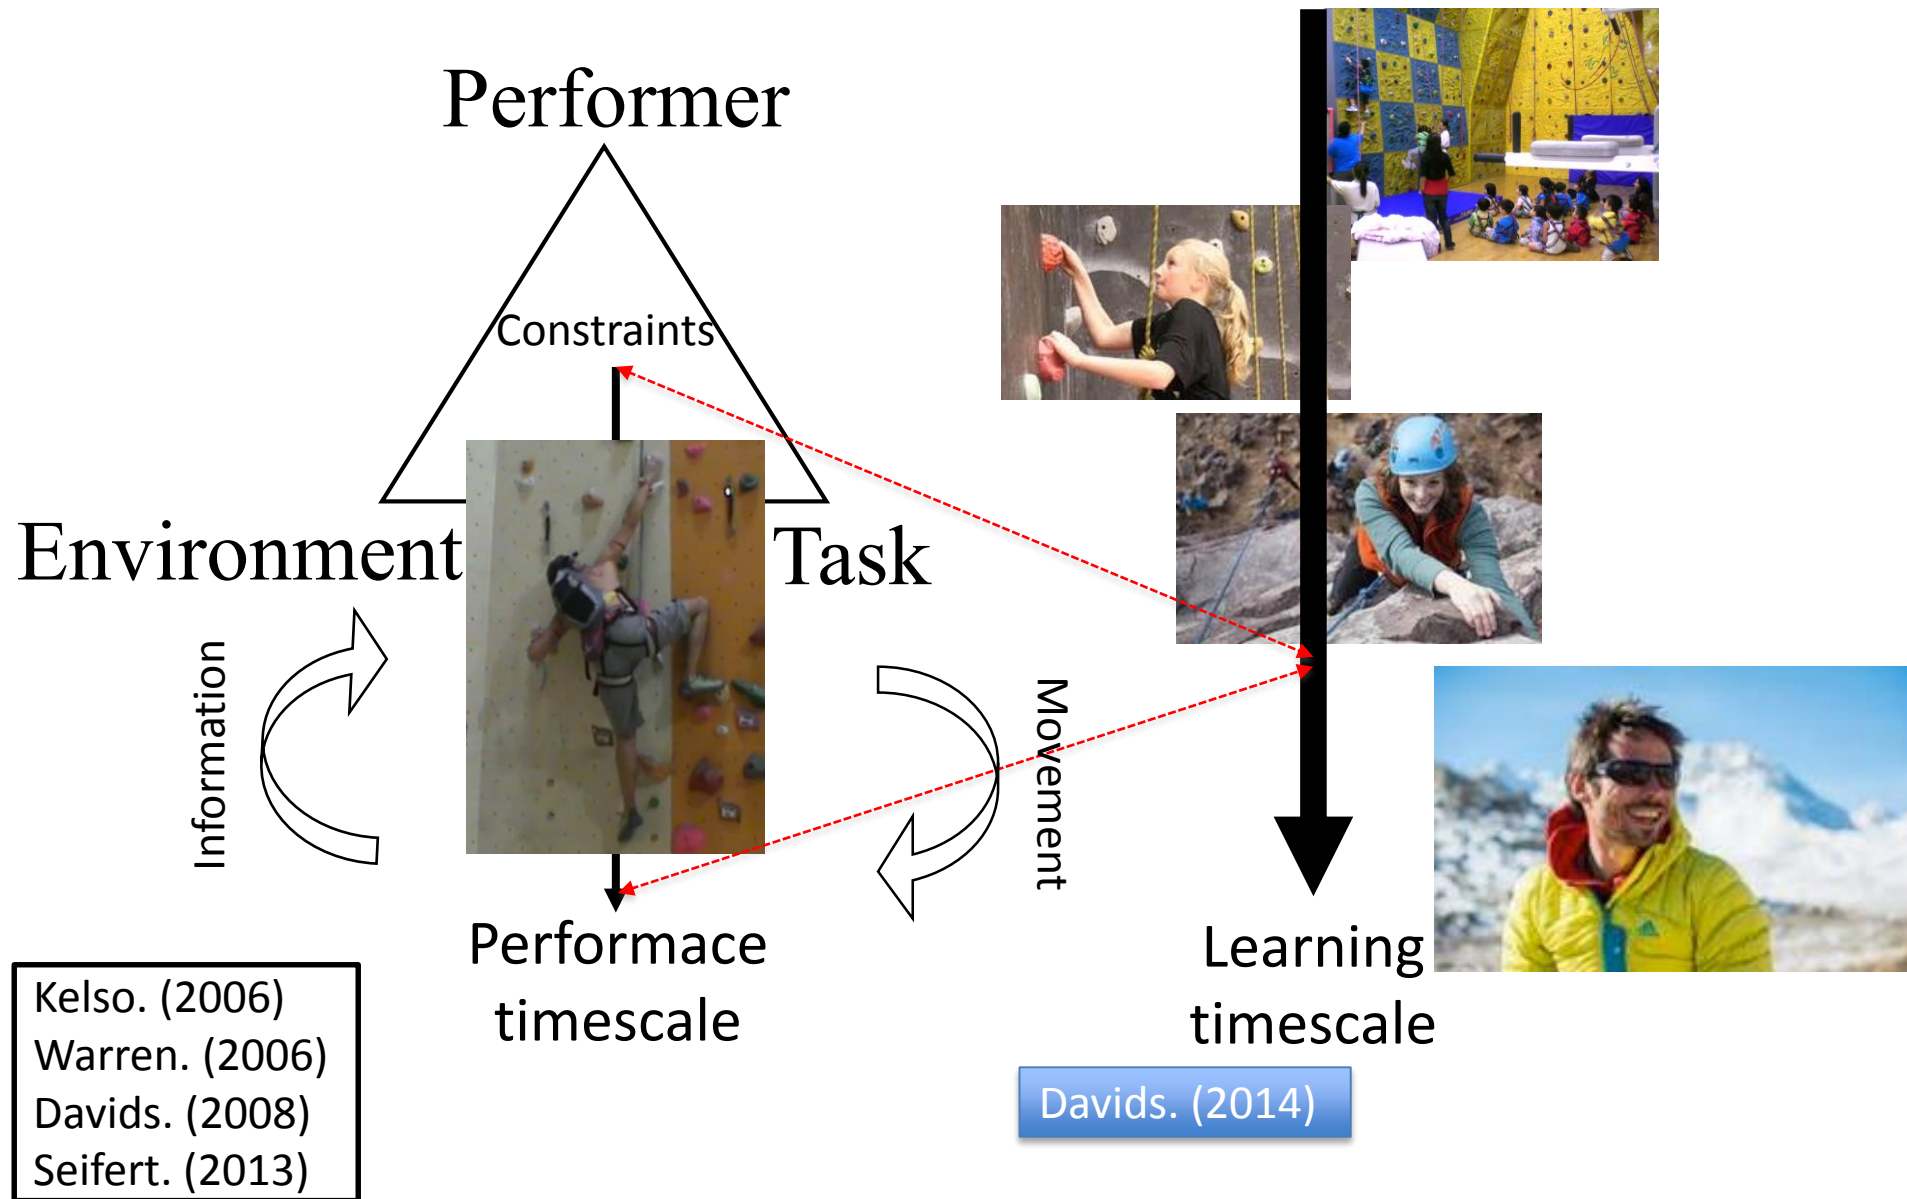 Performer
Constraints
Environment
Task
Information
Movement
Performace
timescale
Learning
timescale
Kelso. (2006)
Warren. (2006)
Davids. (2008)
Seifert. (2013)
Davids. (2014)